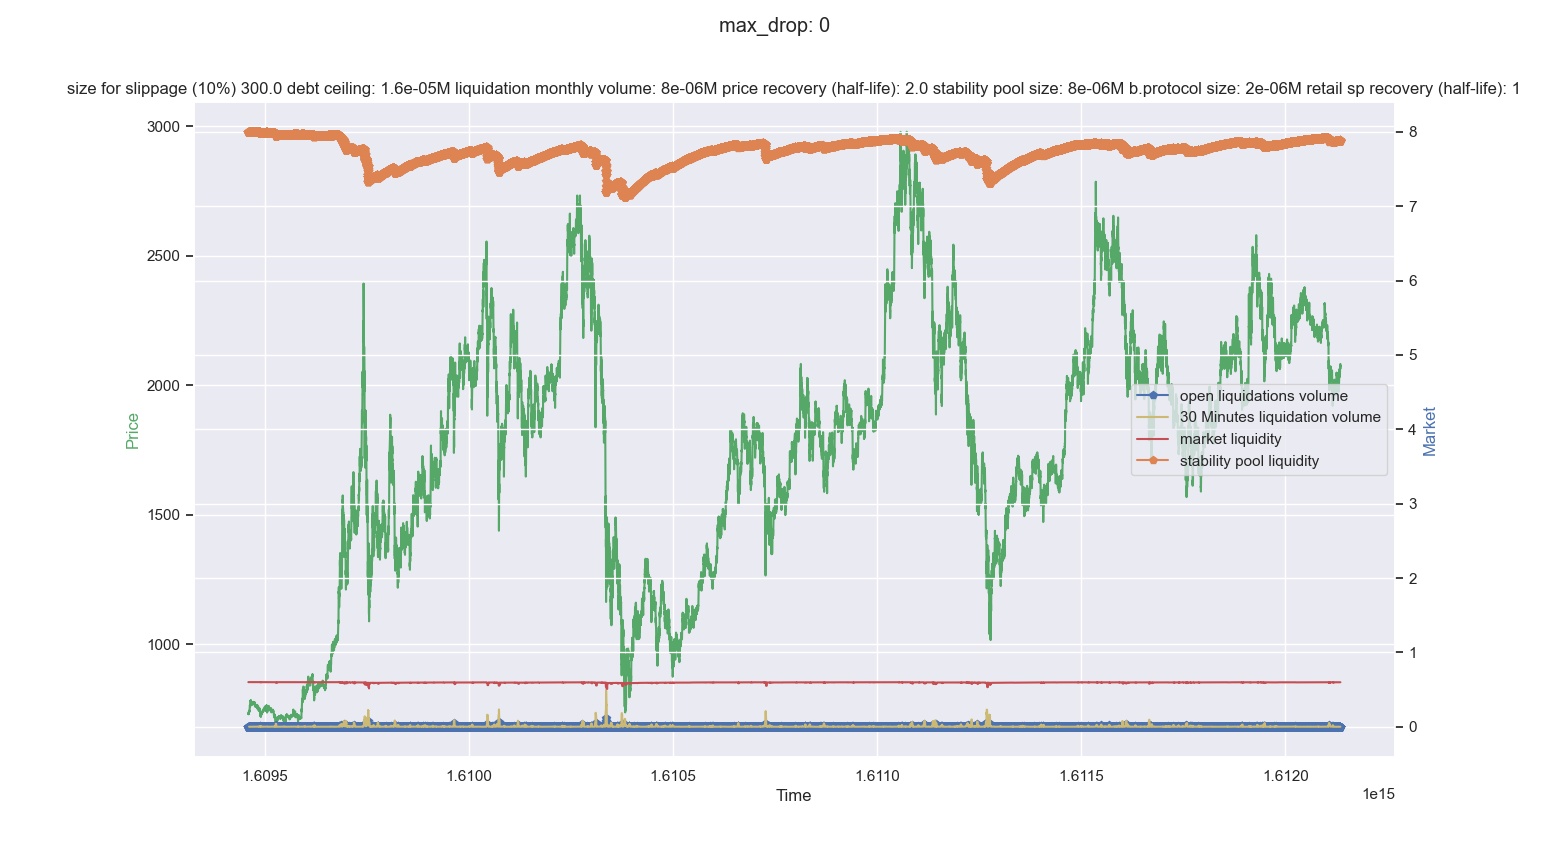 max_drop: 0
size for slippage (10%) 300.0 debt ceiling: 1.6e-05M liquidation monthly volume: 8e-06M price recovery (half-life): 2.0 stability pool size: 8e-06M b.protocol size: 2e-06M retail sp recovery (half-life): 1
3000
2500
2000
1500
1000
Price
8
7
6
5
4
3
2
1
0
Market
open liquidations volume
30 Minutes liquidation volume
market liquidity
stability pool liquidity
1.6095
1.6100
1.6105
1.6110
1.6115
1.6120
Time
1e15